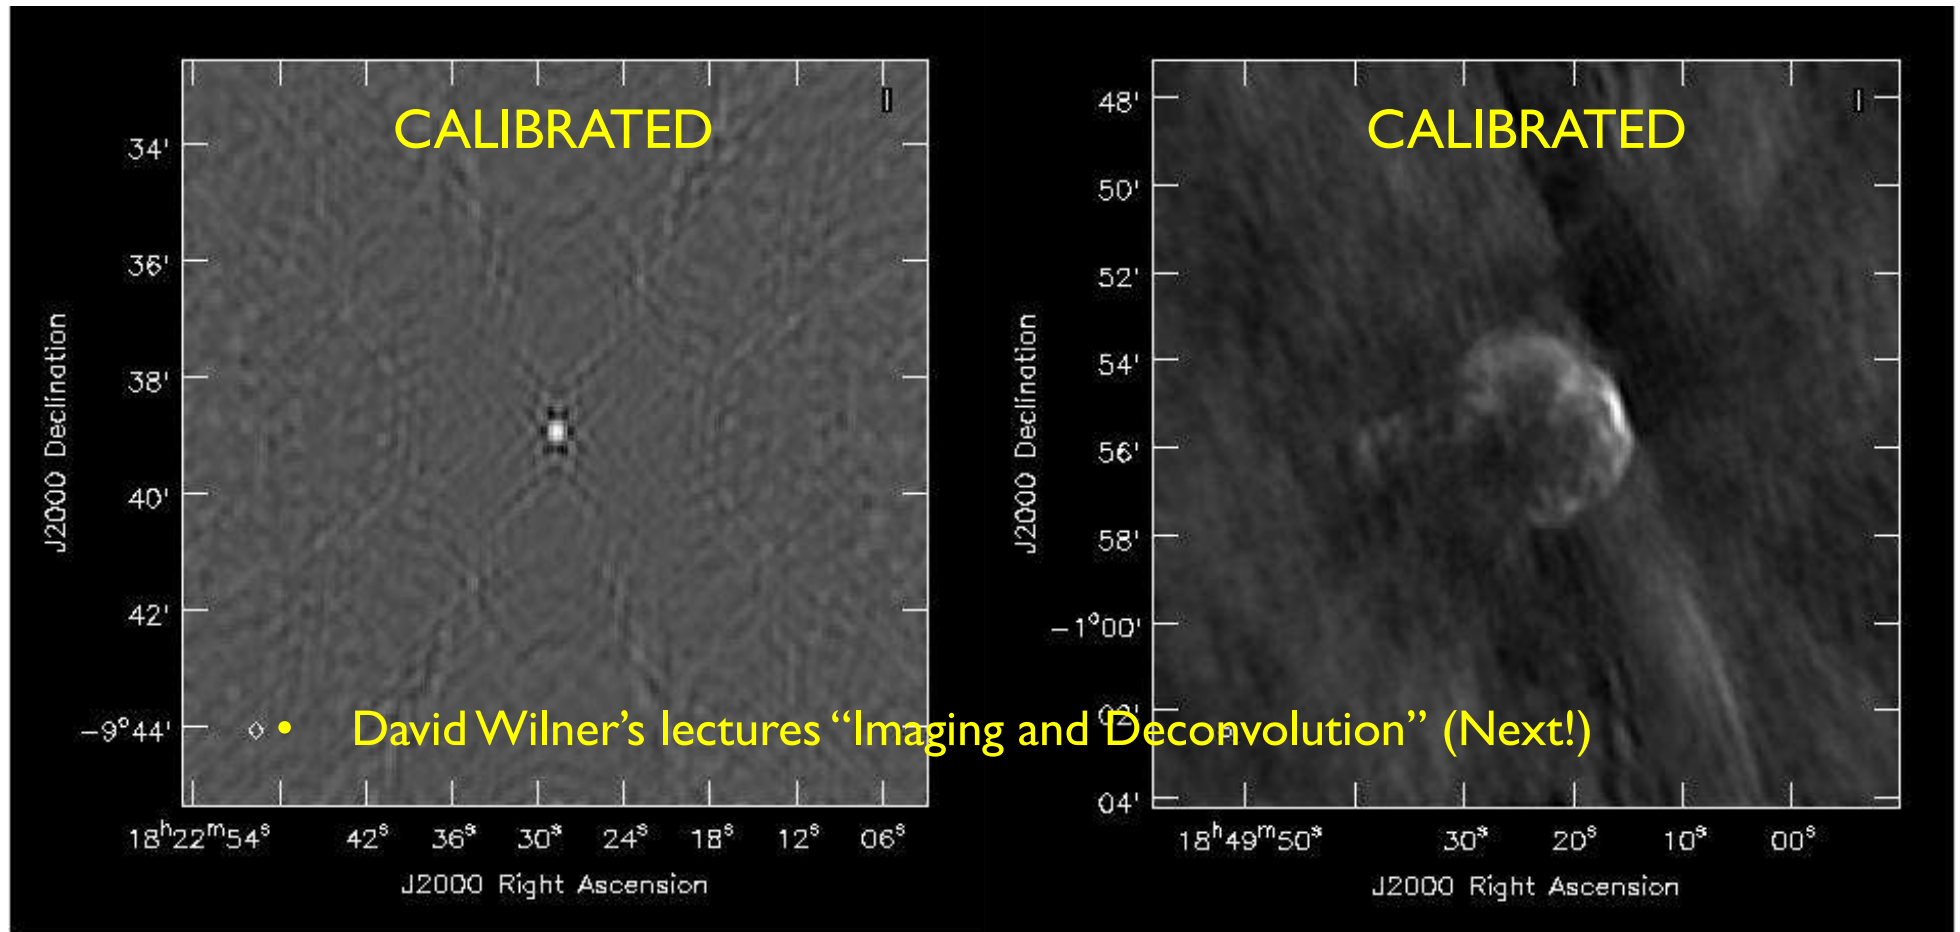 CALIBRATED
34'
36'
38'
40'
42'
-9°44'
J2000 Declination
18ʰ22ᵐ54ˢ 42ˢ 36ˢ 30ˢ 24ˢ 18ˢ 12ˢ 06ˢ
J2000 Right Ascension
CALIBRATED
48'
50'
52'
54'
56'
58'
-1°00'
02'
04'
J2000 Declination
18ʰ49ᵐ50ˢ 30ˢ 20ˢ 10ˢ 00ˢ
J2000 Right Ascension
• David Wilner’s lectures “Imaging and Deconvolution” (Next!)